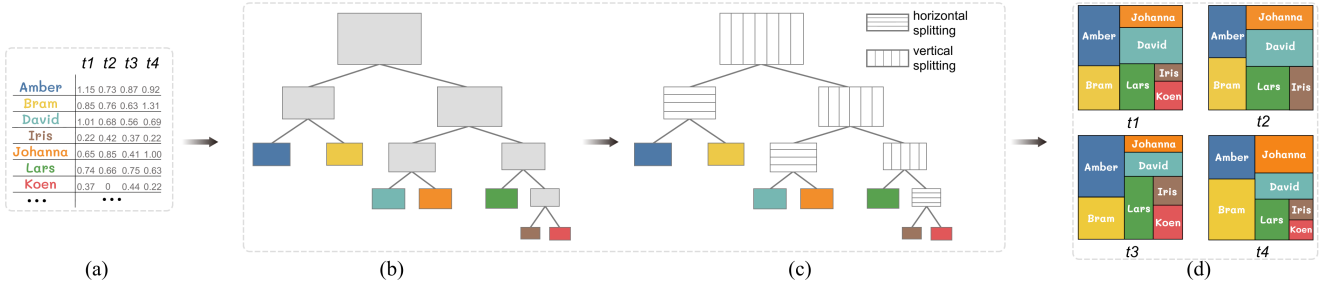 t1 t2 t3 t4
Amber 1.15 0.73 0.87 0.92
Bram 0.85 0.76 0.63 1.31
David 1.01 0.68 0.56 0.69
Iris 0.22 0.42 0.37 0.22
Johanna 0.65 0.85 0.41 1.00
Lars 0.74 0.66 0.75 0.63
Koen 0.37 0 0.44 0.22
••• •••
(a)
(b)
horizontal
splitting
vertical
splitting
(c)
Amber
Johanna
David
Bram
Lars
Iris
Koen
t1
Amber
Johanna
David
Bram
Lars
Iris
t2
Amber
Johanna
David
Bram
Lars
Iris
Koen
t3
Amber
Johanna
David
Bram
Lars
Iris
Koen
t4
(d)